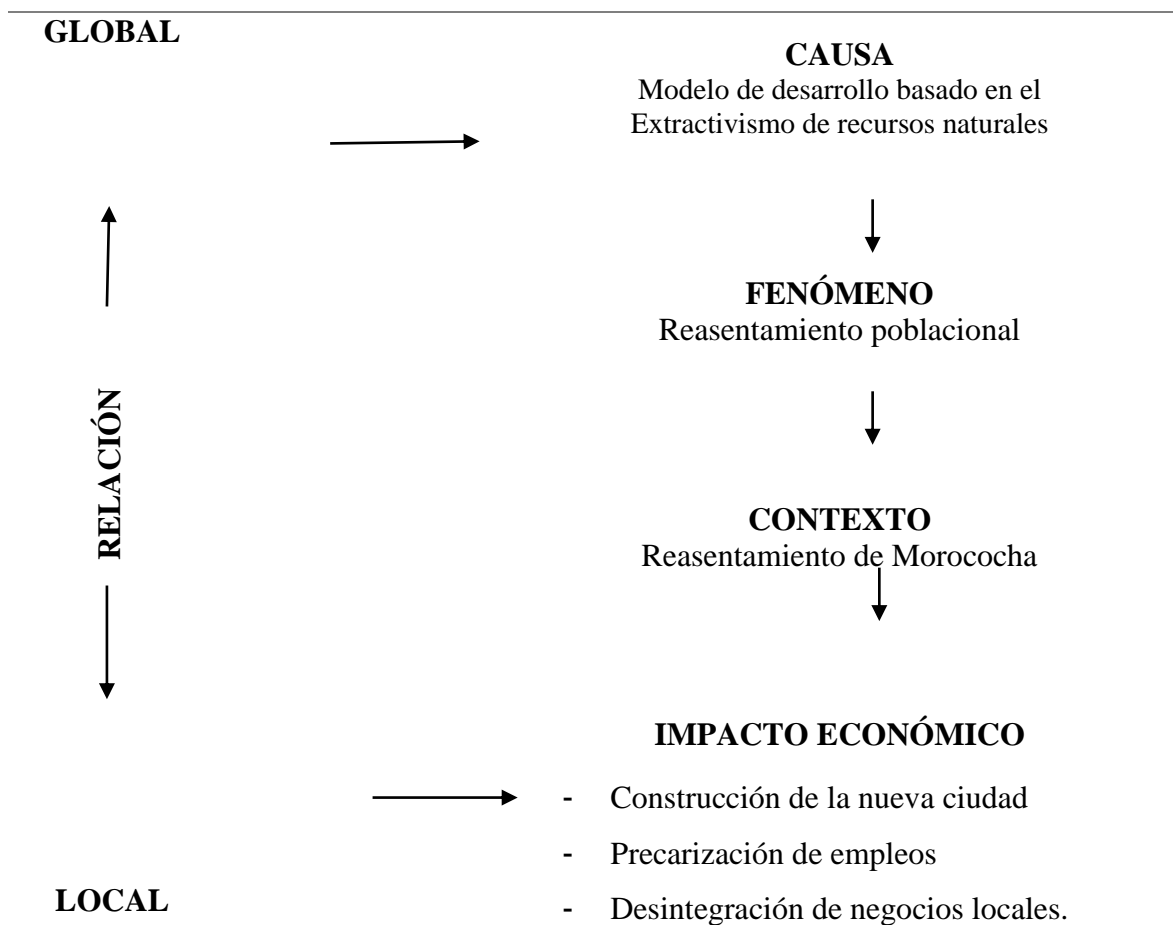 GLOBAL
CAUSA
Modelo de desarrollo basado en el
Extractivismo de recursos naturales
FENÓMENO
Reasentamiento poblacional
RELACIÓN
CONTEXTO
Reasentamiento de Morococha
IMPACTO ECONÓMICO
- Construcción de la nueva ciudad
- Precarización de empleos
LOCAL
- Desintegración de negocios locales.